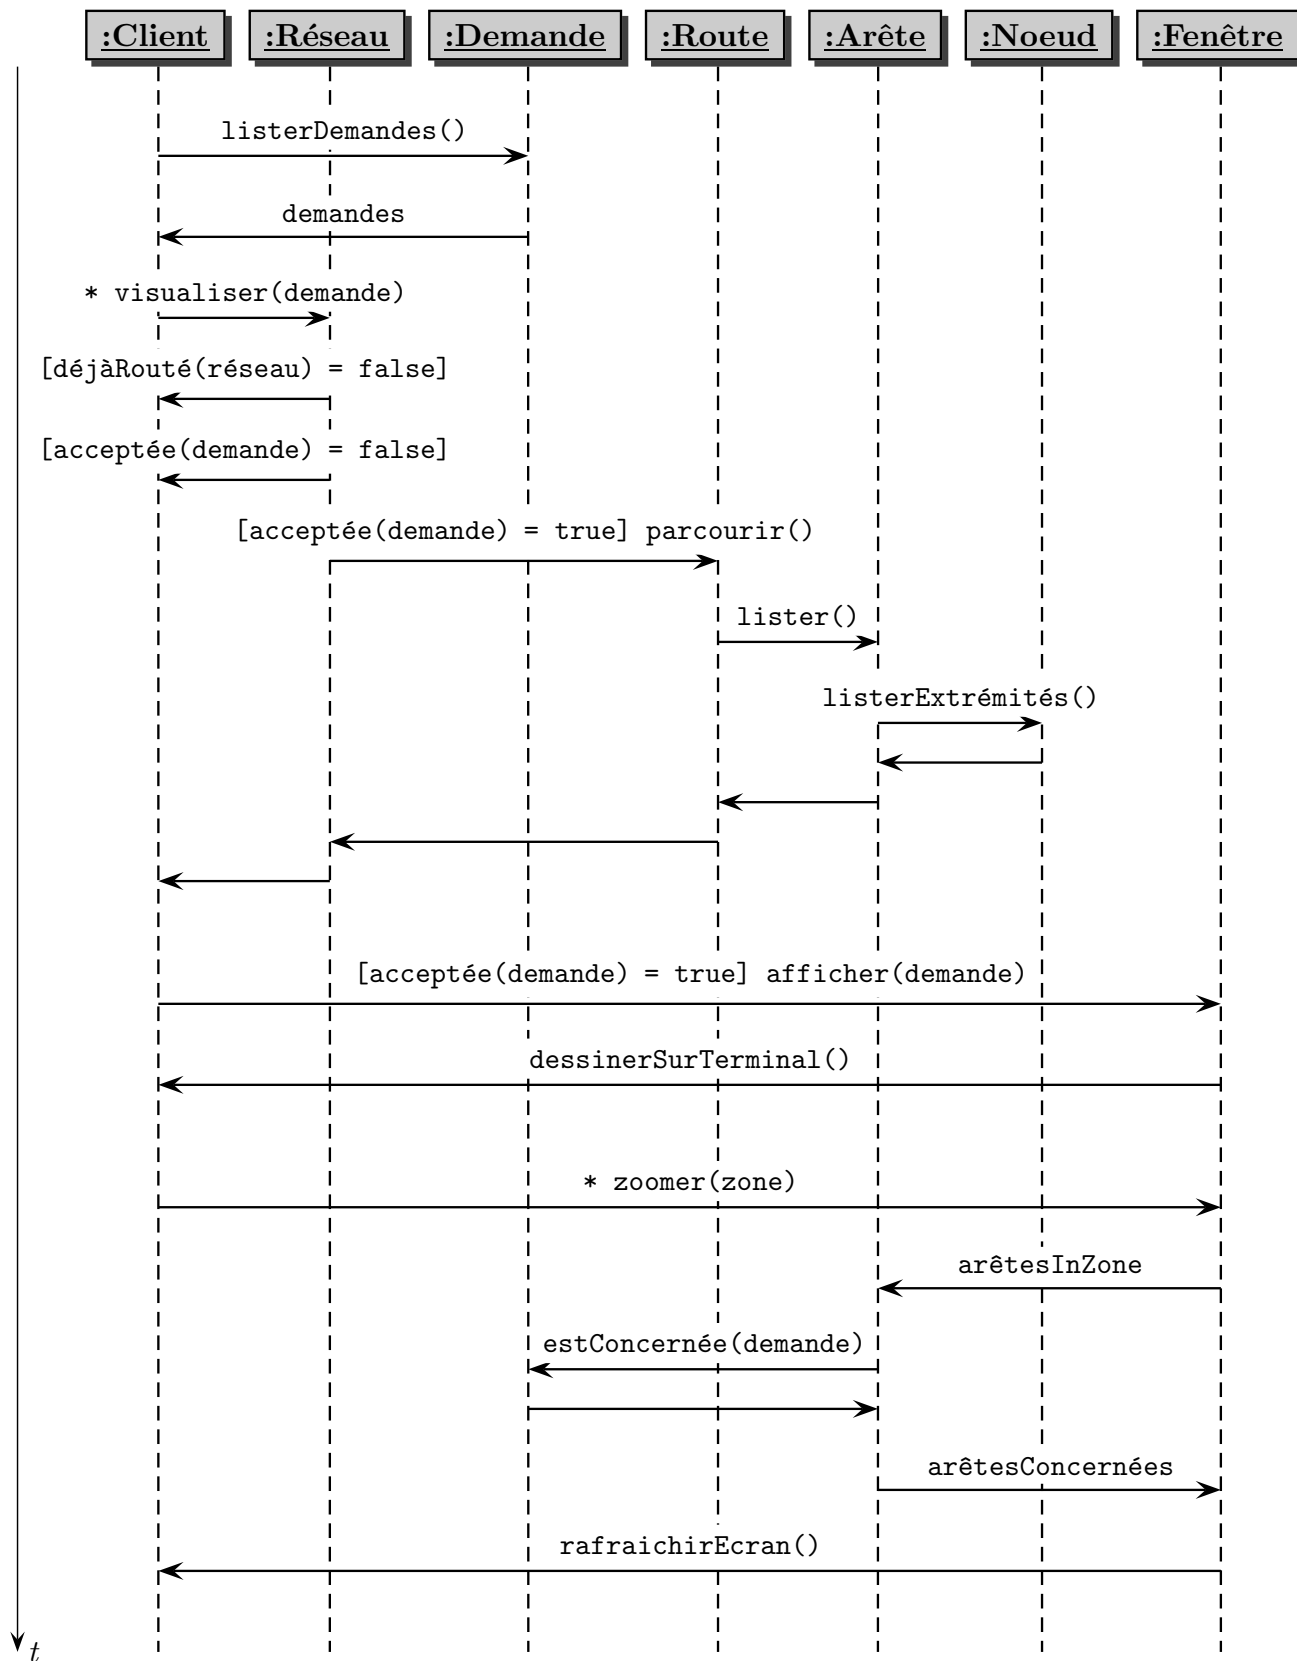 :Client :Réseau :Demande :Route :Arête :Noeud :Fenêtre
listerDemandes()
demandes
* visualiser(demande)
[déjàRouté(réseau) = false]
[acceptée(demande) = false]
[acceptée(demande) = true] parcourir()
lister()
listerExtrémités()
[acceptée(demande) = true] afficher(demande)
dessinerSurTerminal()
* zoomer(zone)
arêtesInZone
estConcernée(demande)
arêtesConcernées
rafraichirEcran()
t